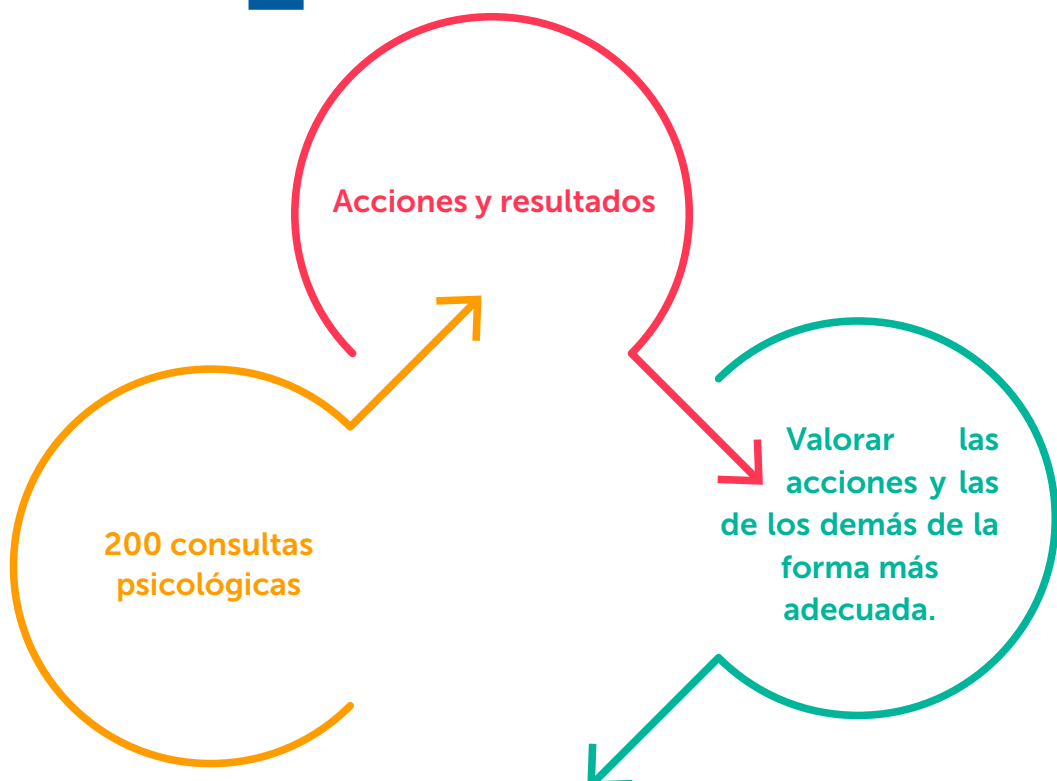 Acciones y resultados
Valorar las
acciones y las
de los demás de la
forma más
adecuada.
200 consultas
psicológicas